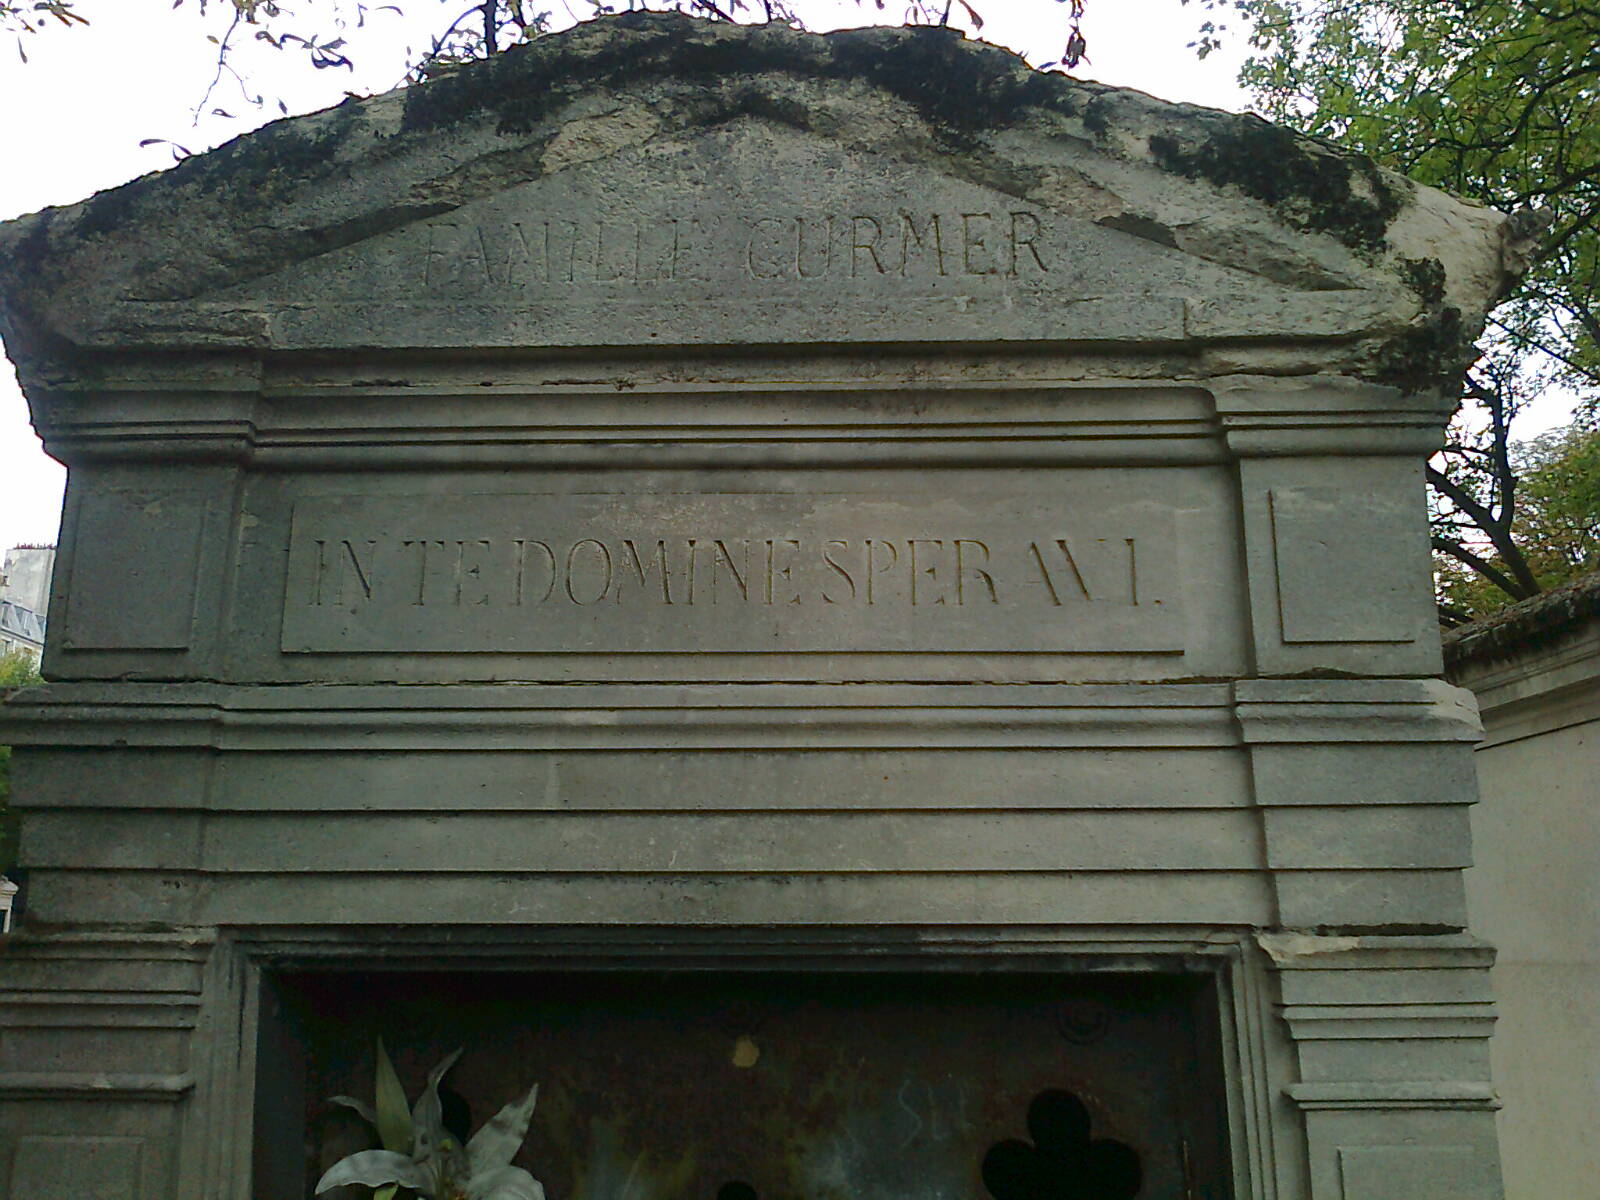 FAMILLE CURMER
IN TE DOMINE SPERAVI.